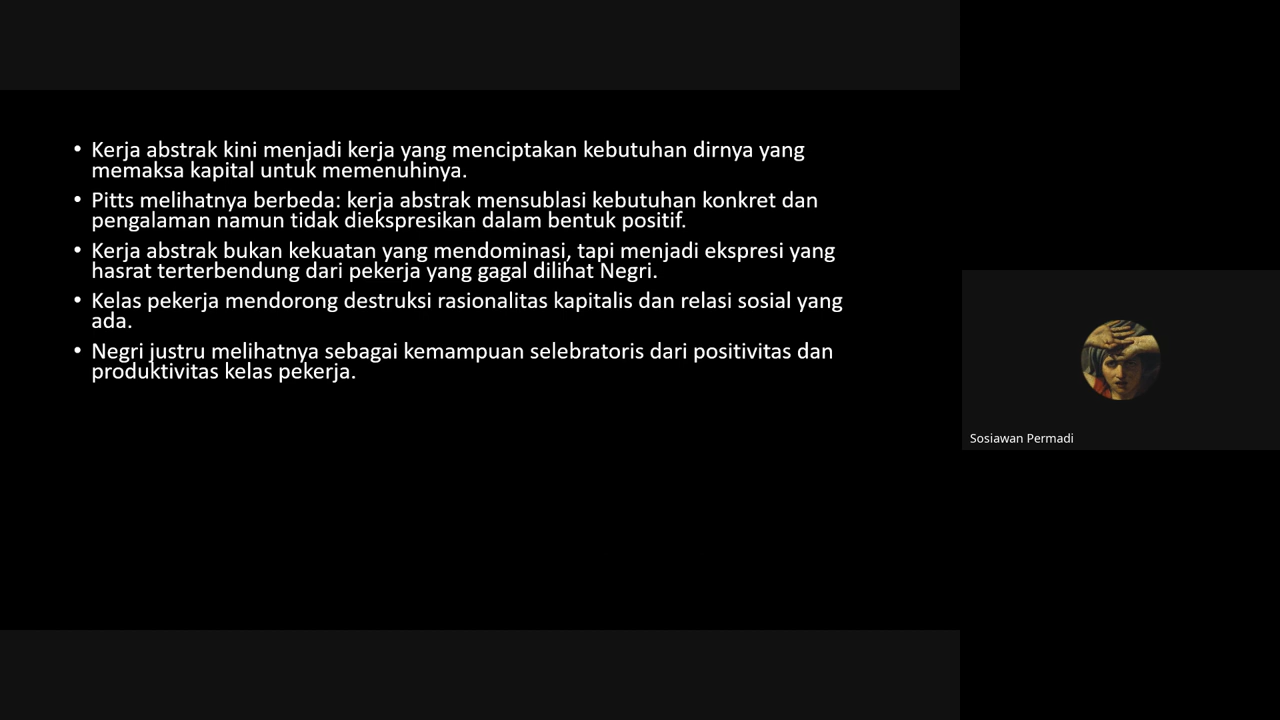 • Kerja abstrak kini menjadi kerja yang menciptakan kebutuhan dirnya yang
memaksa kapital untuk memenuhinya.
• Pitts melihatnya berbeda: kerja abstrak mensublasi kebutuhan konkret dan
pengalaman namun tidak diekspresikan dalam bentuk positif.
• Kerja abstrak bukan kekuatan yang mendominasi, tapi menjadi ekspresi yang
hasrat terterbendung dari pekerja yang gagal dilihat Negri.
• Kelas pekerja mendorong destruksi rasionalitas kapitalis dan relasi sosial yang
ada.
• Negri justru melihatnya sebagai kemampuan selebratoris dari positivitas dan
produktivitas kelas pekerja.
Sosiawan Permadi